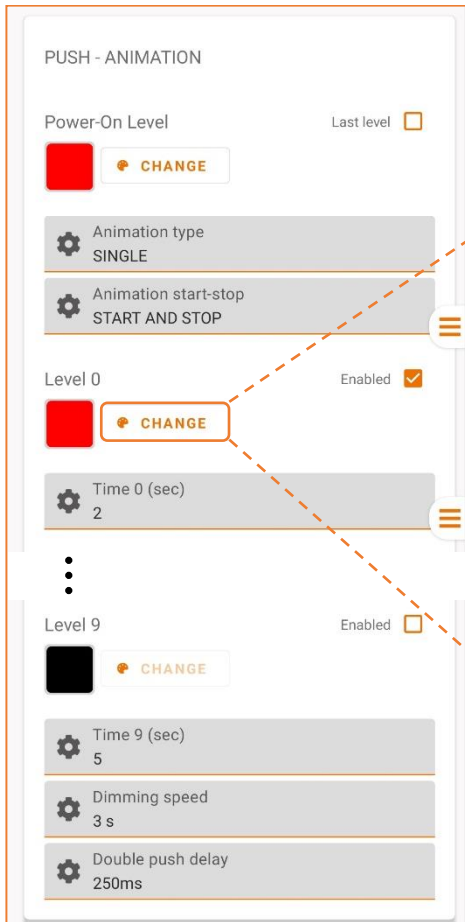 PUSH - ANIMATION
Power-On Level Last level
CHANGE
Animation type
SINGLE
Animation start-stop
START AND STOP
Level 0 Enabled
CHANGE
Time 0 (sec)
2
Level 9 Enabled
CHANGE
Time 9 (sec)
5
Dimming speed
3 s
Double push delay
250ms